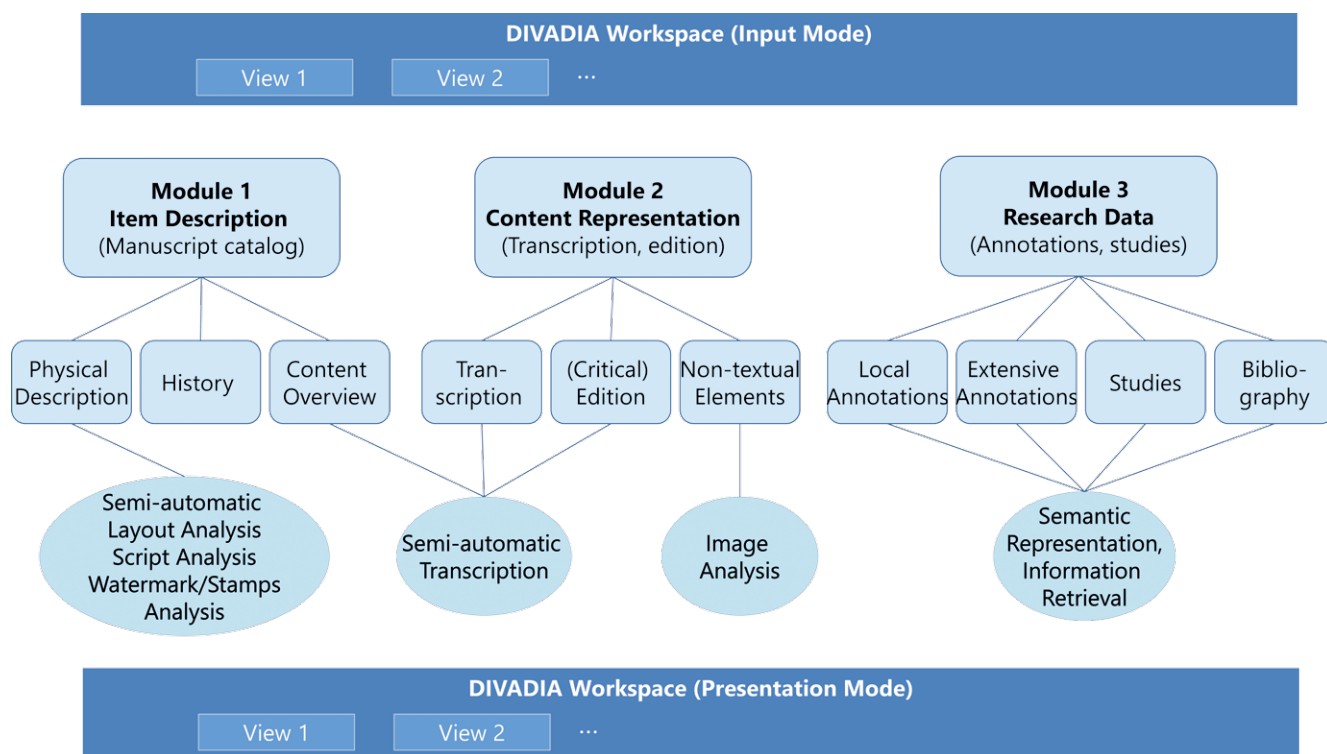 DIVADIA Workspace (Input Mode)
View 1
View 2
...
Module 1
Item Description
(Manuscript catalog)
Module 2
Content Representation
(Transcription, edition)
Module 3
Research Data
(Annotations, studies)
Physical
Description
History
Content
Overview
Tran-
scription
(Critical)
Edition
Non-textual
Elements
Local
Annotations
Extensive
Annotations
Studies
Biblio-
graphy
Semi-automatic
Layout Analysis
Script Analysis
Watermark/Stamps
Analysis
Semi-automatic
Transcription
Image
Analysis
Semantic
Representation,
Information
Retrieval
DIVADIA Workspace (Presentation Mode)
View 1
View 2
...